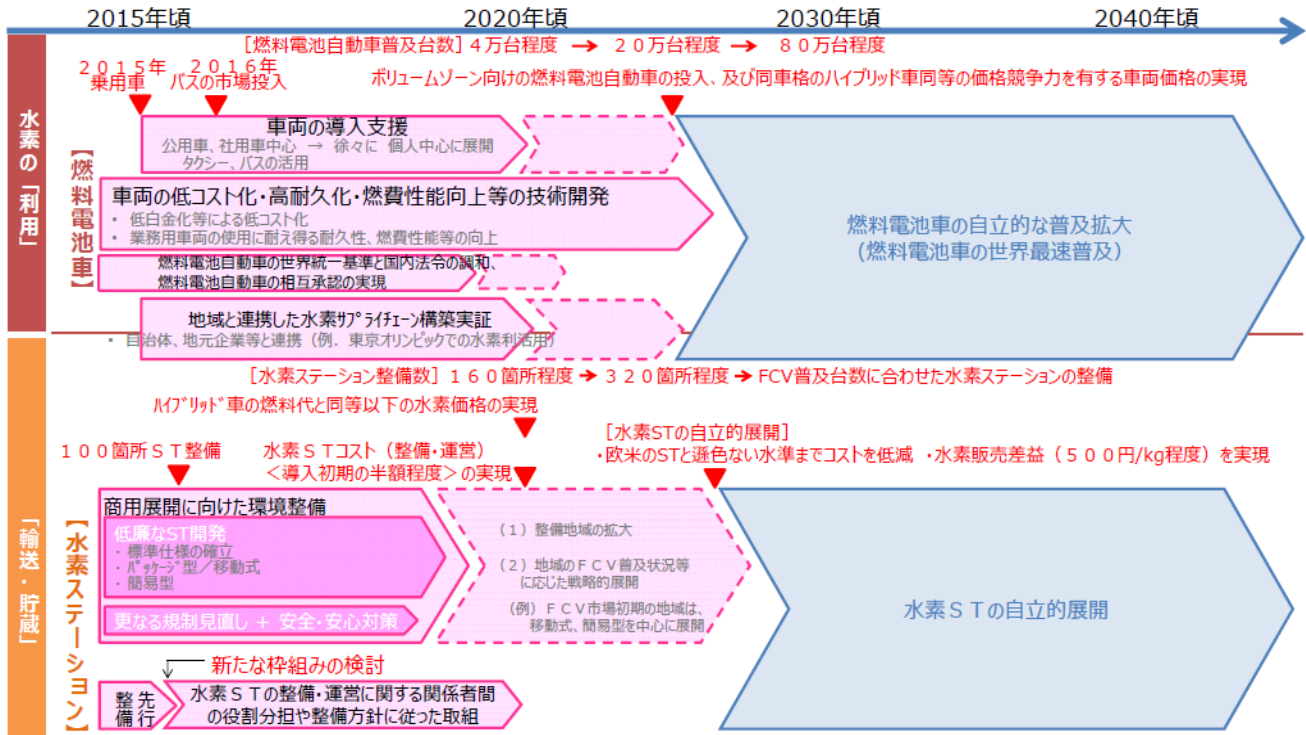 2015年頃
2020年頃
2030年頃
2040年頃
水素の「利用」
【燃料電池車】
[燃料電池自動車普及台数] 4万台程度 → 20万台程度 → 80万台程度
2015年
乗用車
2016年
バスの市場投入
ボリュームゾーン向けの燃料電池自動車の投入、及び同車格のハイブリッド車同等の価格競争力を有する車両価格の実現
車両の導入支援
公用車、社用車中心 → 徐々に 個人中心に展開
タクシー、バスの活用
車両の低コスト化・高耐久化・燃費性能向上等の技術開発
・ 低白金化等による低コスト化
・ 業務用車両の使用に耐え得る耐久性、燃費性能等の向上
燃料電池自動車の世界統一基準と国内法令の調和、
燃料電池自動車の相互承認の実現
地域と連携した水素サプライチェーン構築実証
・ 自治体、地元企業等と連携（例．東京オリンピックでの水素利活用）
燃料電池車の自立的な普及拡大
（燃料電池車の世界最速普及）
「輸送・貯蔵」
【水素ステーション】
[水素ステーション整備数] 160箇所程度 → 320箇所程度 → FCV普及台数に合わせた水素ステーションの整備
ハイブリッド車の燃料代と同等以下の水素価格の実現
100箇所ST整備
水素STコスト（整備・運営）
＜導入初期の半額程度＞の実現
[水素STの自立的展開]
・欧米のSTと遜色ない水準までコストを低減 ・水素販売差益（500円/kg程度）を実現
商用展開に向けた環境整備
低廉なST開発
・ 標準仕様の確立
・ パッケージ型／移動式
・ 簡易型
更なる規制見直し ＋ 安全・安心対策
（1）整備地域の拡大
（2）地域のFCV普及状況等
に応じた戦略的展開
（例）FCV市場初期の地域は、
移動式、簡易型を中心に展開
水素STの自立的展開
新たな枠組みの検討
先行整備
水素STの整備・運営に関する関係者間
の役割分担や整備方針に従った取組